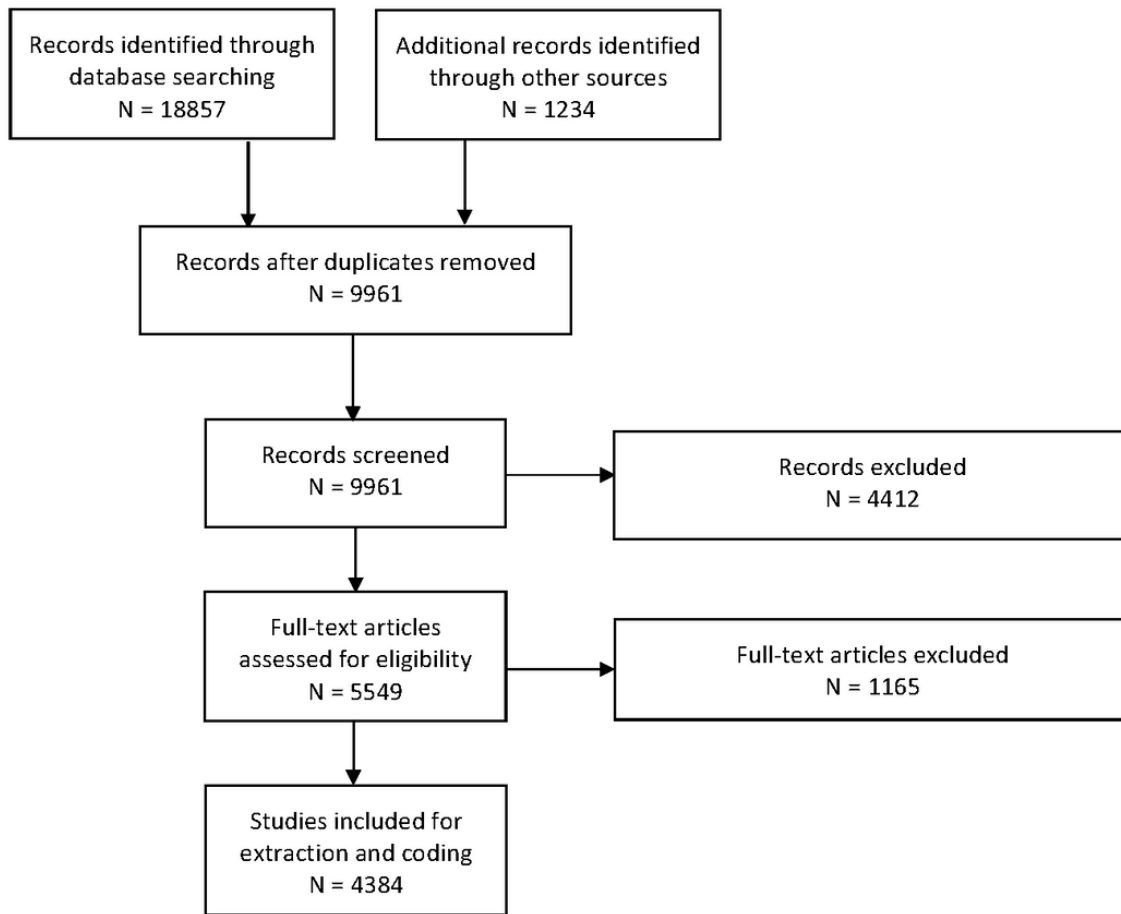 Records identified through
database searching
N = 18857
Additional records identified
through other sources
N = 1234
Records after duplicates removed
N = 9961
Records screened
N = 9961
Records excluded
N = 4412
Full-text articles
assessed for eligibility
N = 5549
Full-text articles excluded
N = 1165
Studies included for
extraction and coding
N = 4384